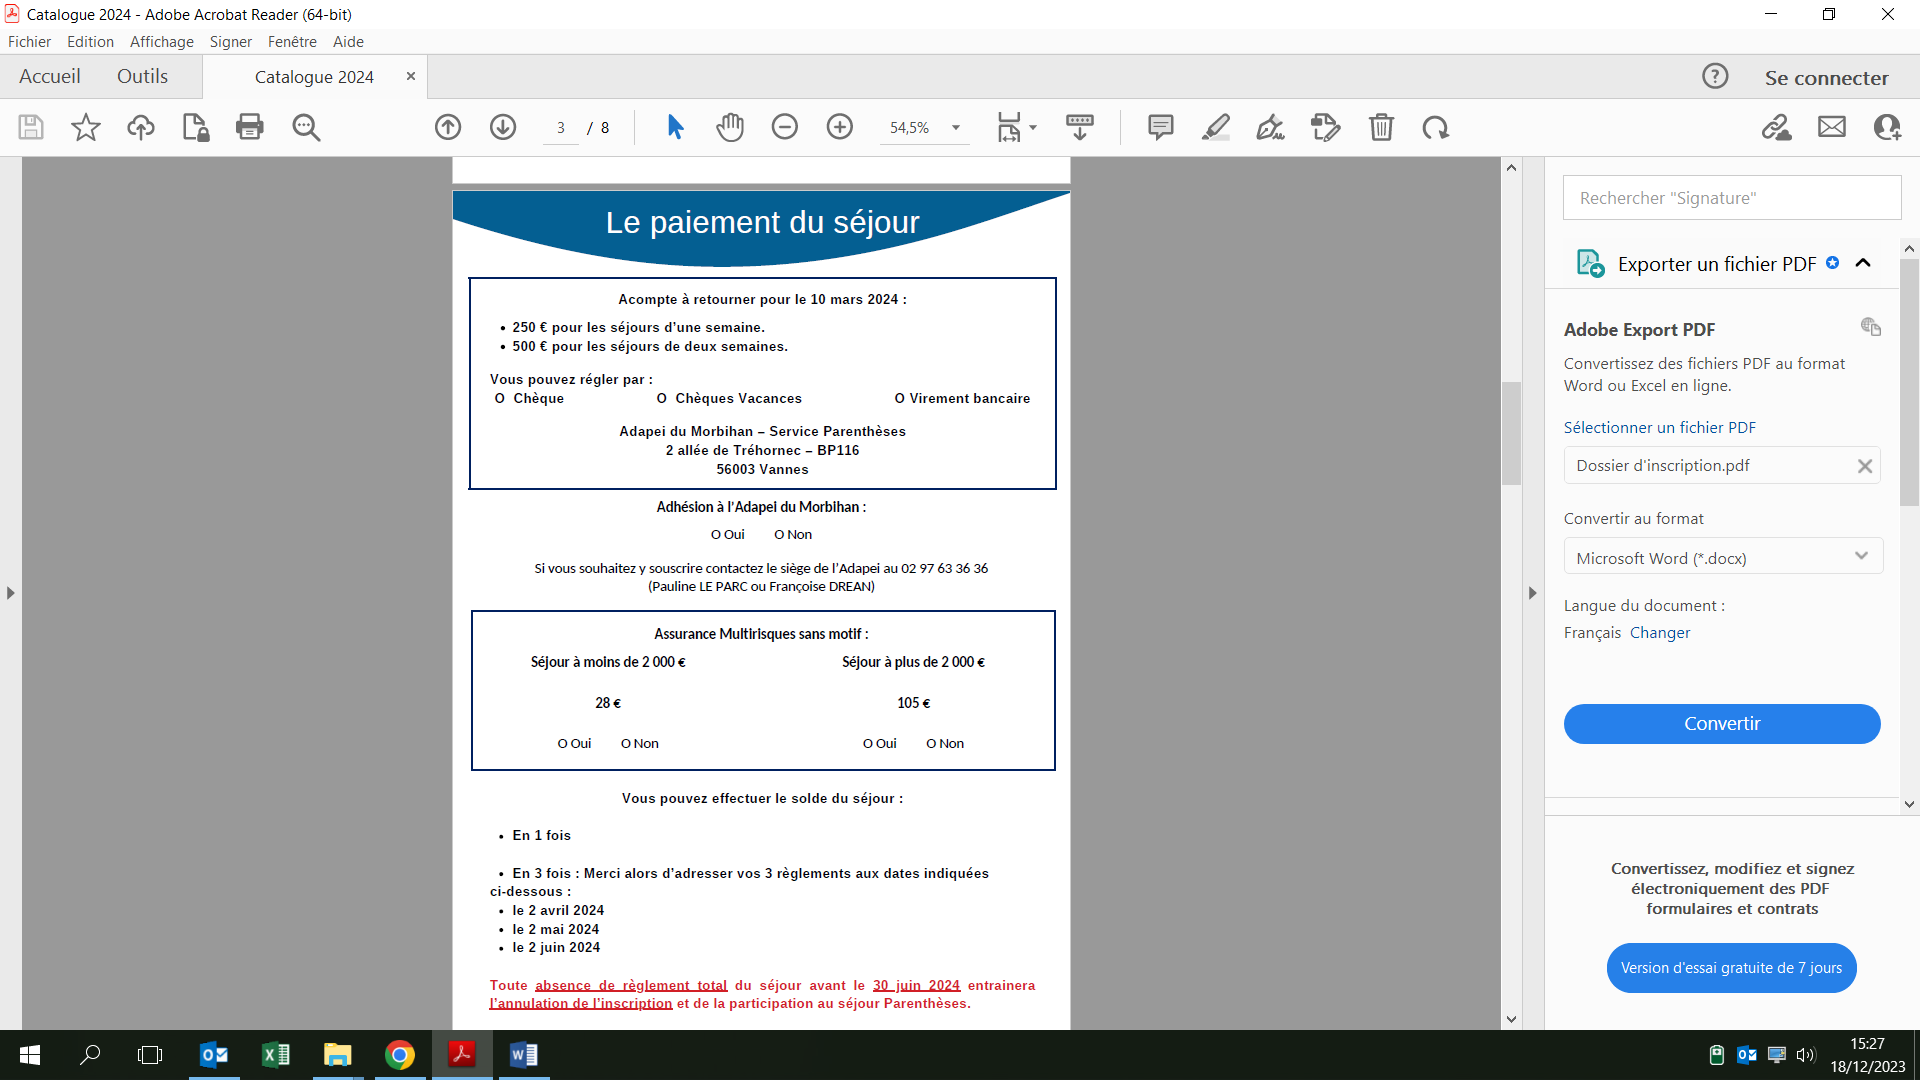 Catalogue 2024 - Adobe Acrobat Reader (64-bit)
Fichier Edition Affichage Signer Fenêtre Aide
Accueil Outils Catalogue 2024 × ? Se connecter
3 / 8 54,5%
Le paiement du séjour
Acompte à retourner pour le 10 mars 2024 :
• 250 € pour les séjours d’une semaine.
• 500 € pour les séjours de deux semaines.
Vous pouvez régler par :
O Chèque O Chèques Vacances O Virement bancaire
Adapei du Morbihan – Service Parenthèses
2 allée de Tréhornec – BP116
56003 Vannes
Adhésion à l’Adapei du Morbihan :
O Oui O Non
Si vous souhaitez y souscrire contactez le siège de l’Adapei au 02 97 63 36 36
(Pauline LE PARC ou Françoise DREAN)
Assurance Multirisques sans motif :
Séjour à moins de 2 000 € Séjour à plus de 2 000 €
28 € 105 €
O Oui O Non O Oui O Non
Vous pouvez effectuer le solde du séjour :
• En 1 fois
• En 3 fois : Merci alors d’adresser vos 3 règlements aux dates indiquées
ci-dessous :
• le 2 avril 2024
• le 2 mai 2024
• le 2 juin 2024
Toute absence de règlement total du séjour avant le 30 juin 2024 entrainera
l’annulation de l’inscription et de la participation au séjour Parenthèses.
Rechercher "Signature"
Exporter un fichier PDF
Adobe Export PDF
Convertissez des fichiers PDF au format
Word ou Excel en ligne.
Sélectionner un fichier PDF
Dossier d'inscription.pdf
Convertir au format
Microsoft Word (*.docx)
Langue du document :
Français Changer
Convertir
Convertissez, modifiez et signez
électroniquement des PDF
formulaires et contrats
Version d'essai gratuite de 7 jours
15:27
18/12/2023